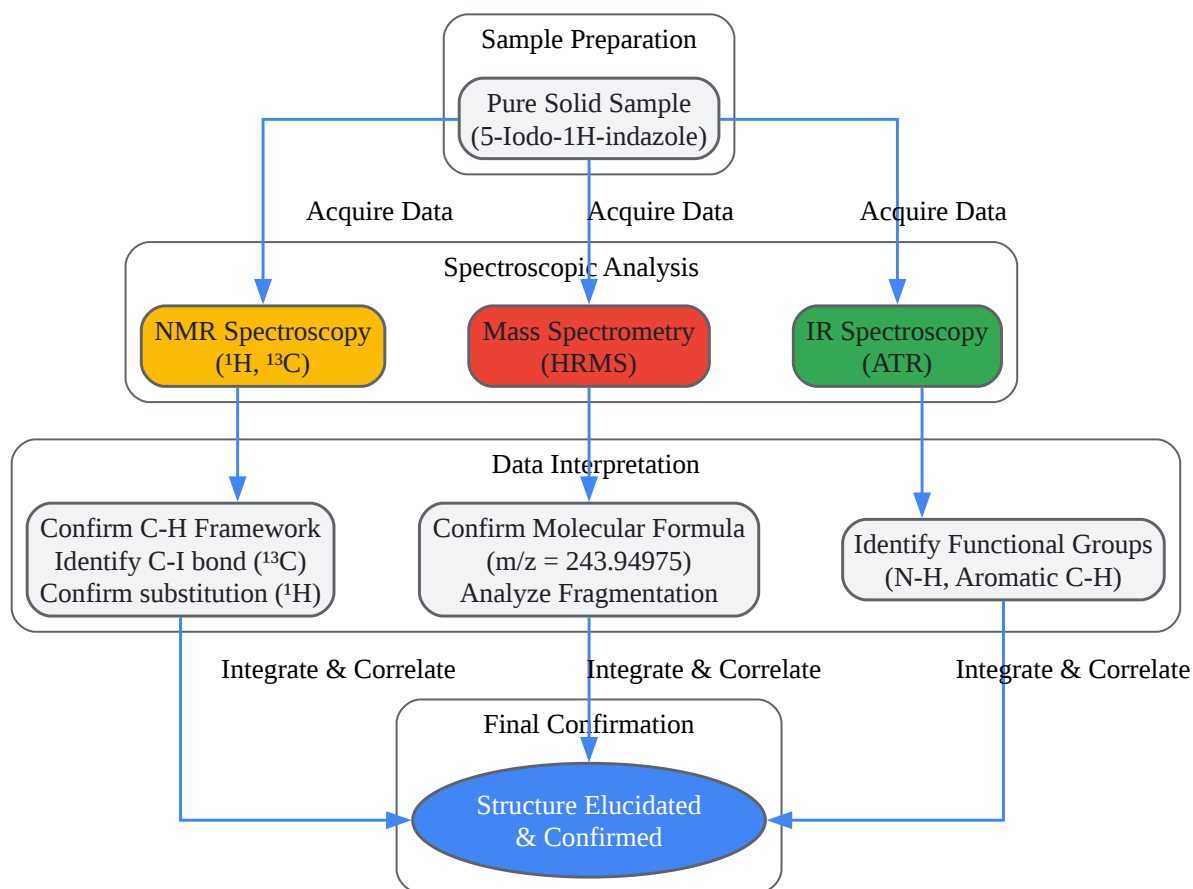 Sample Preparation
Pure Solid Sample
(5-Iodo-1H-indazole)
Acquire Data
Acquire Data
Acquire Data
Spectroscopic Analysis
NMR Spectroscopy
(¹H, ¹³C)
Mass Spectrometry
(HRMS)
IR Spectroscopy
(ATR)
Data Interpretation
Confirm C-H Framework
Identify C-I bond (¹³C)
Confirm substitution (¹H)
Confirm Molecular Formula
(m/z = 243.94975)
Analyze Fragmentation
Identify Functional Groups
(N-H, Aromatic C-H)
Integrate & Correlate
Integrate & Correlate
Integrate & Correlate
Final Confirmation
Structure Elucidated
& Confirmed